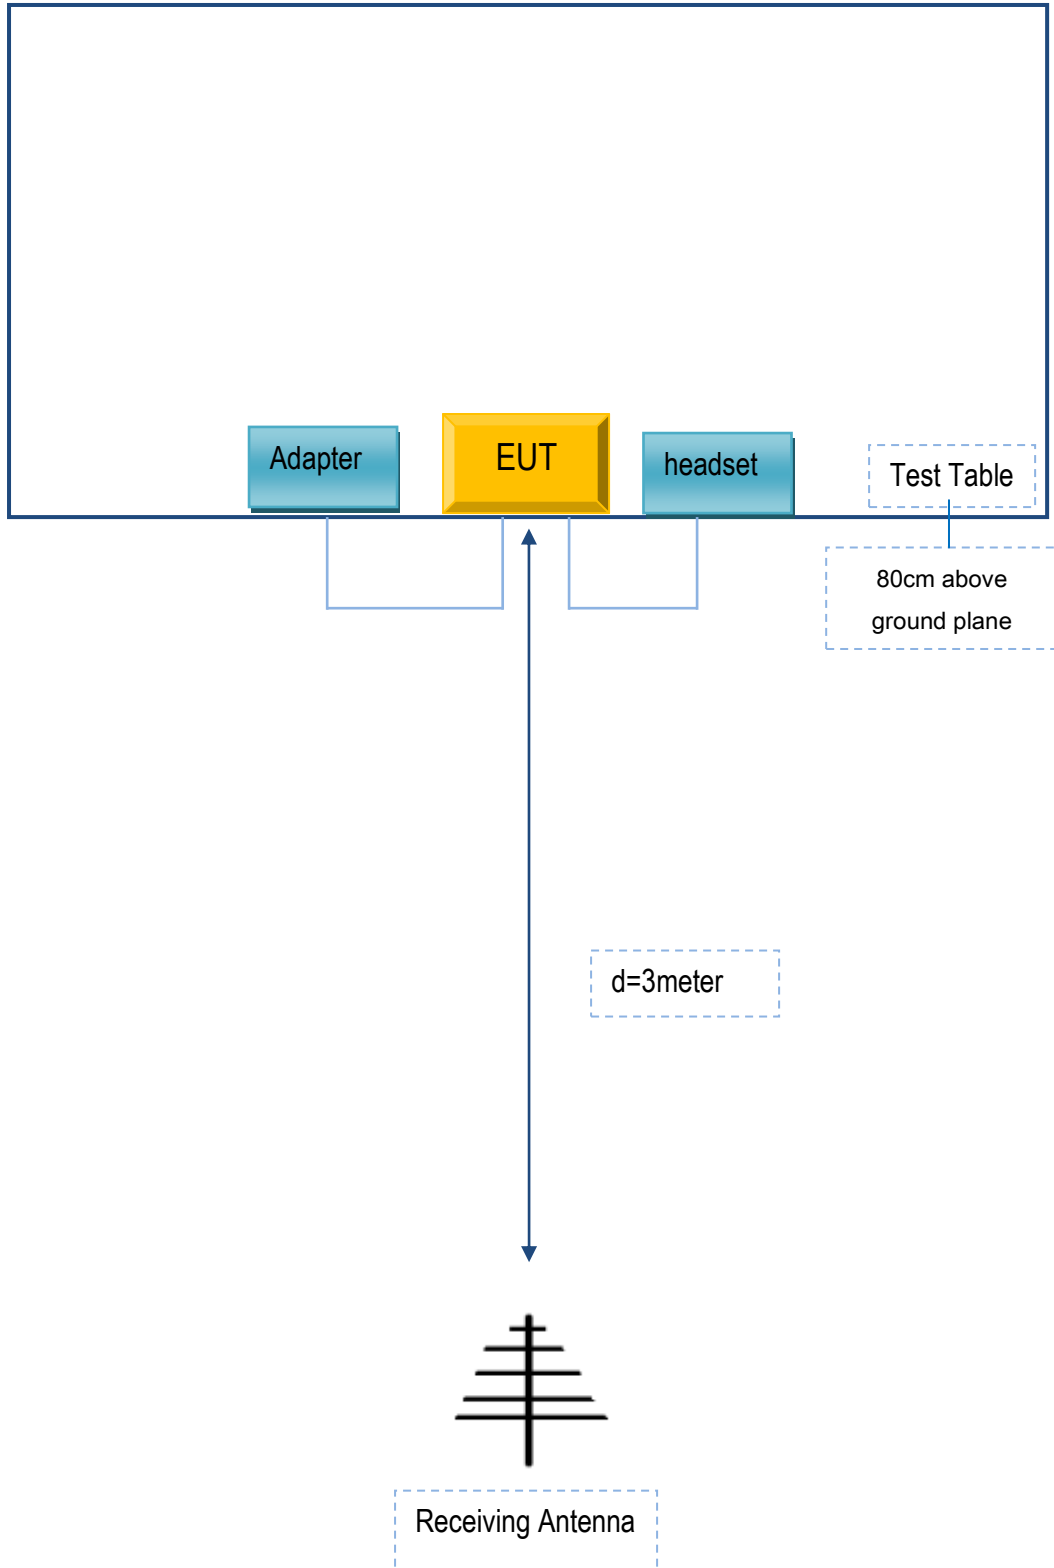 Adapter
EUT
headset
Test Table
80cm above
ground plane
d=3meter
Receiving Antenna